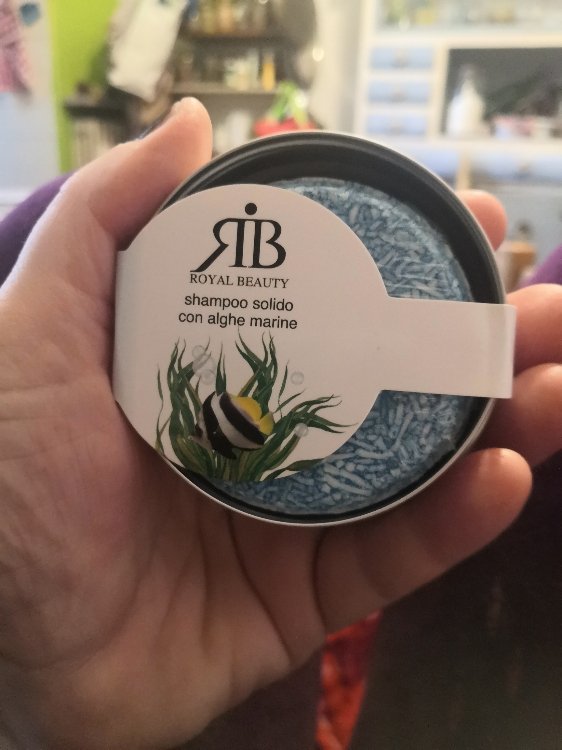 RB
ROYAL BEAUTY
shampoo solido
con alghe marine